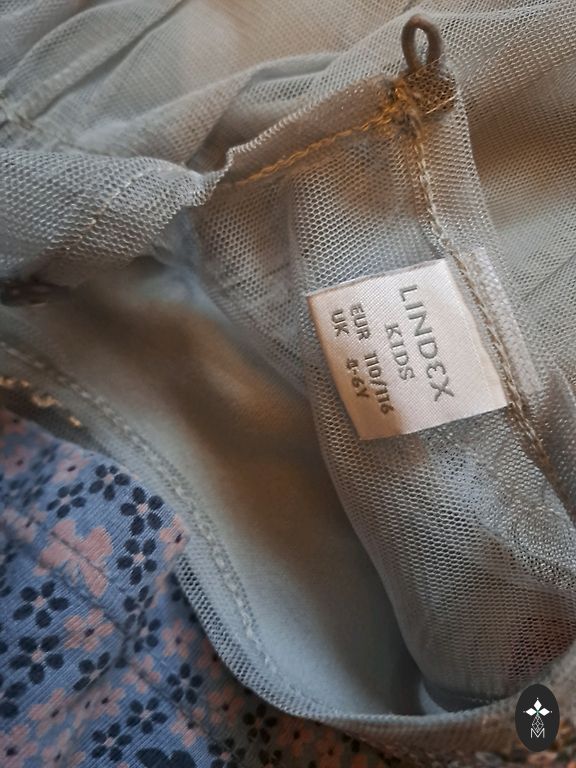 LINDEX
KIDS
EUR 110/116
UK 4-6Y